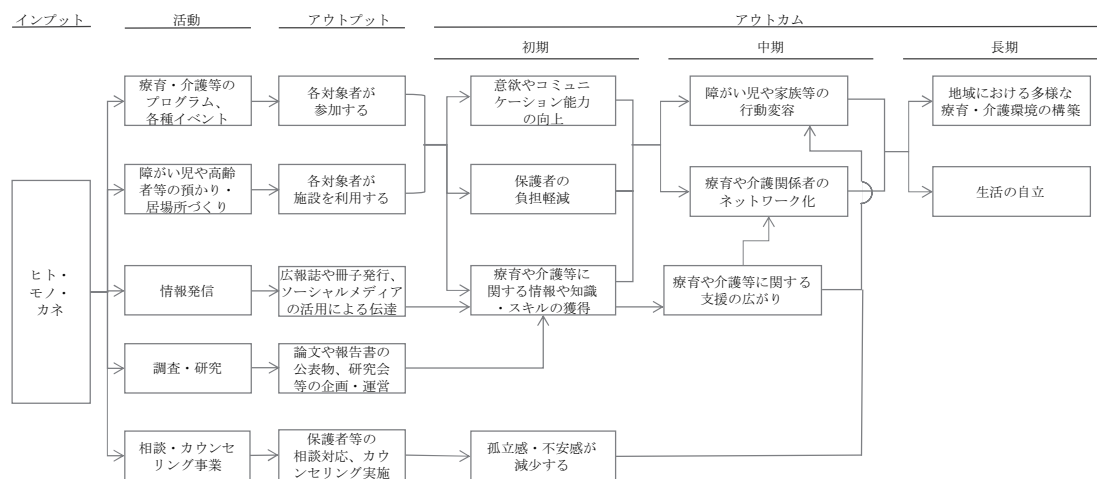 インプット
活動
アウトプット
アウトカム
初期
中期
長期
ヒト・
モノ・
カネ
療育・介護等の
プログラム、
各種イベント
各対象者が
参加する
意欲やコミュニ
ケーション能力
の向上
障がい児や家族等の
行動変容
地域における多様な
療育・介護環境の構築
障がい児や高齢
者等の預かり・
居場所づくり
各対象者が
施設を利用する
保護者の
負担軽減
療育や介護関係者の
ネットワーク化
生活の自立
情報発信
広報誌や冊子発行、
ソーシャルメディア
の活用による伝達
療育や介護等に
関する情報や知識
・スキルの獲得
療育や介護等に関する
支援の広がり
調査・研究
論文や報告書の
公表物、研究会
等の企画・運営
相談・カウンセ
リング事業
保護者等の
相談対応、カウ
ンセリング実施
孤立感・不安感が
減少する